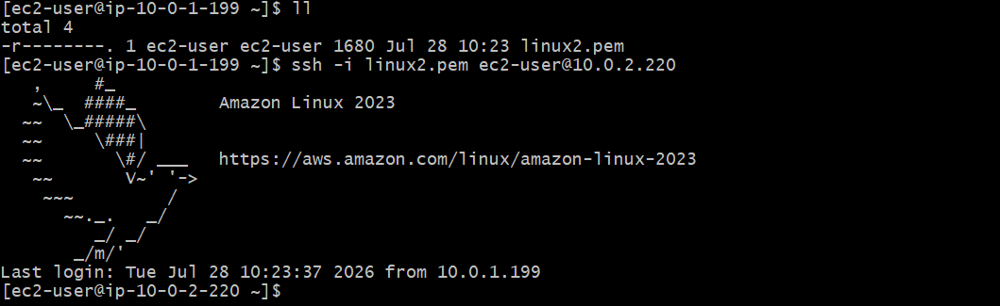 [ec2-user@ip-10-0-1-199 ~]$ ll
total 4
-r--------. 1 ec2-user ec2-user 1680 Jul 28 10:23 linux2.pem
[ec2-user@ip-10-0-1-199 ~]$ ssh -i linux2.pem ec2-user@10.0.2.220
   ,     #_
   ~\_  ####_        Amazon Linux 2023
  ~~  \_#####\
  ~~     \###|
  ~~       \#/ ___   https://aws.amazon.com/linux/amazon-linux-2023
   ~~       V~' '->
    ~~~         /
      ~~._.   _/
         _/ _/
       _/m/'
Last login: Tue Jul 28 10:23:37 2026 from 10.0.1.199
[ec2-user@ip-10-0-2-220 ~]$